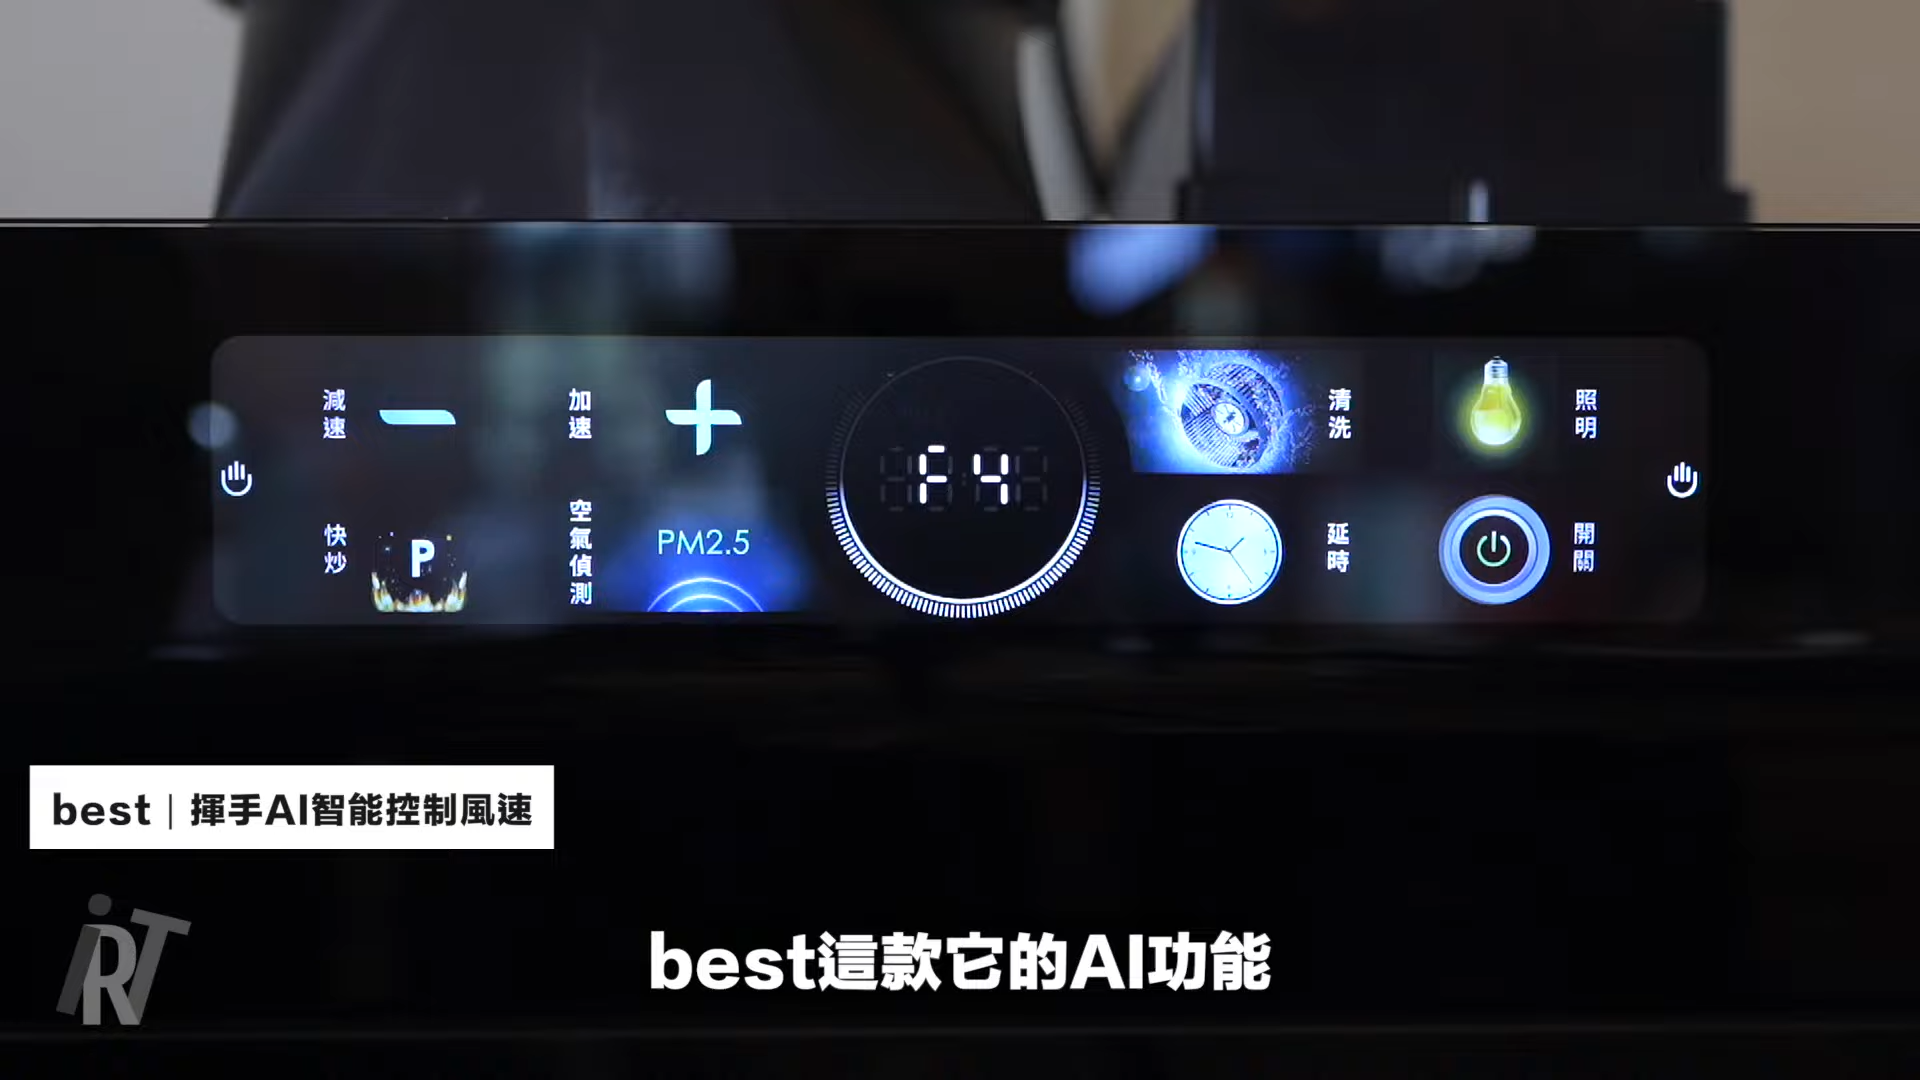 減速
加速
F4
清洗
照明
快炒
P
空氣偵測
PM2.5
延時
開關
best｜揮手AI智能控制風速
iRT
best這款它的AI功能